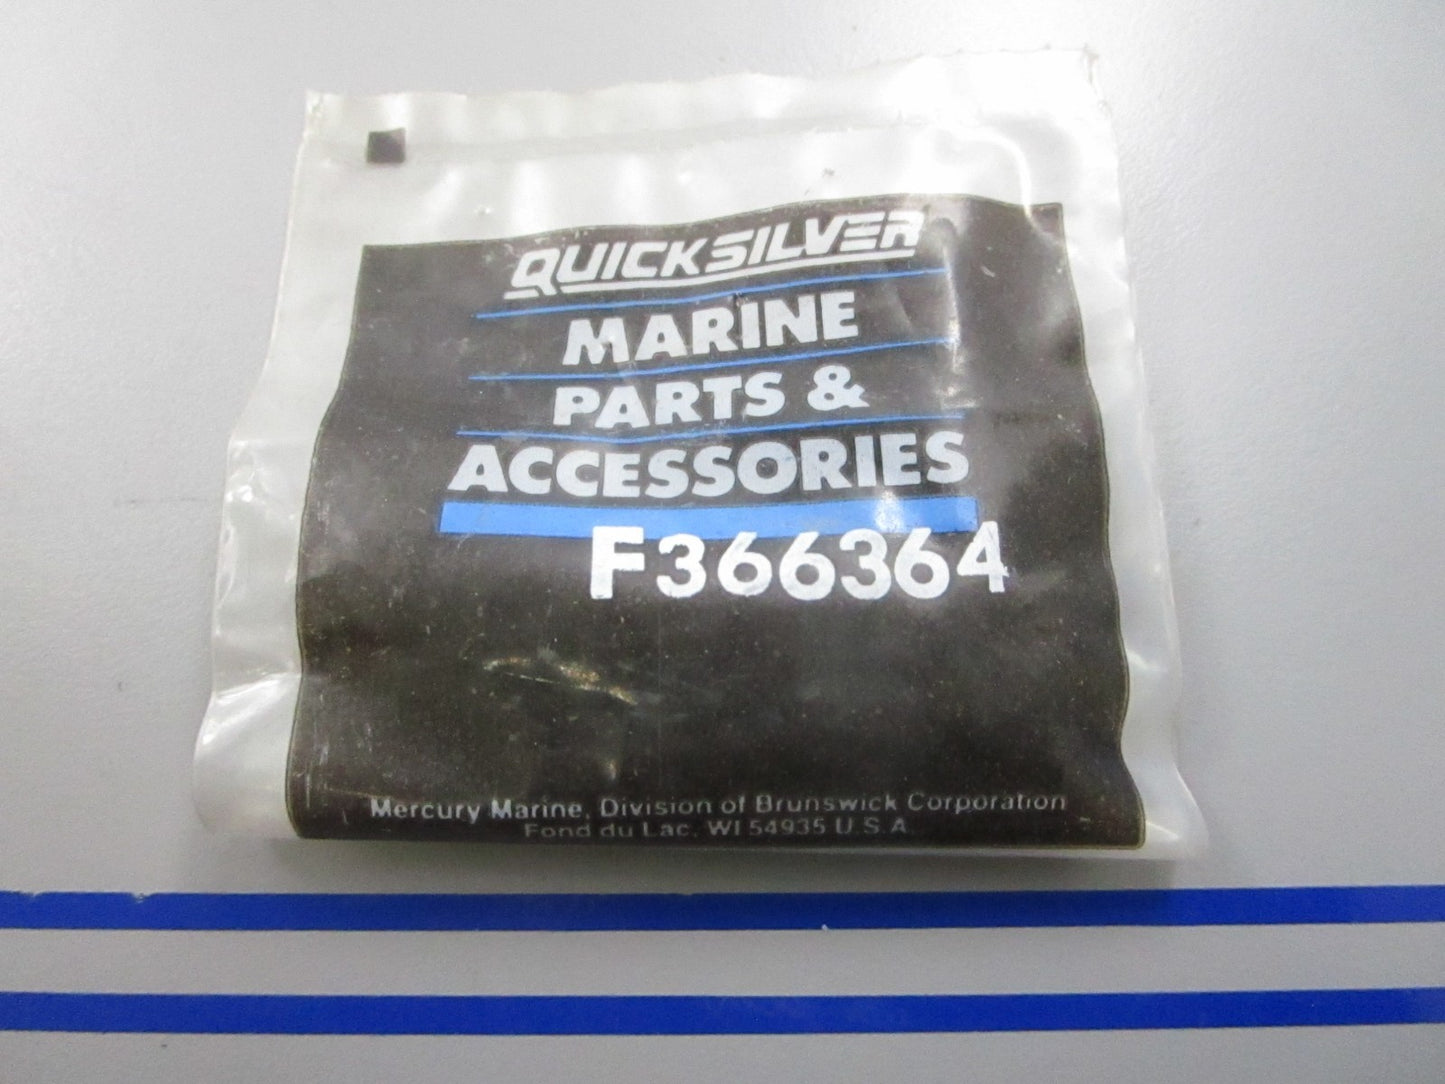 QUICKSILVER
MARINE
PARTS &
ACCESSORIES
F366364
Mercury Marine, Division of Brunswick Corporation
Fond du Lac, WI 54935 U.S.A.